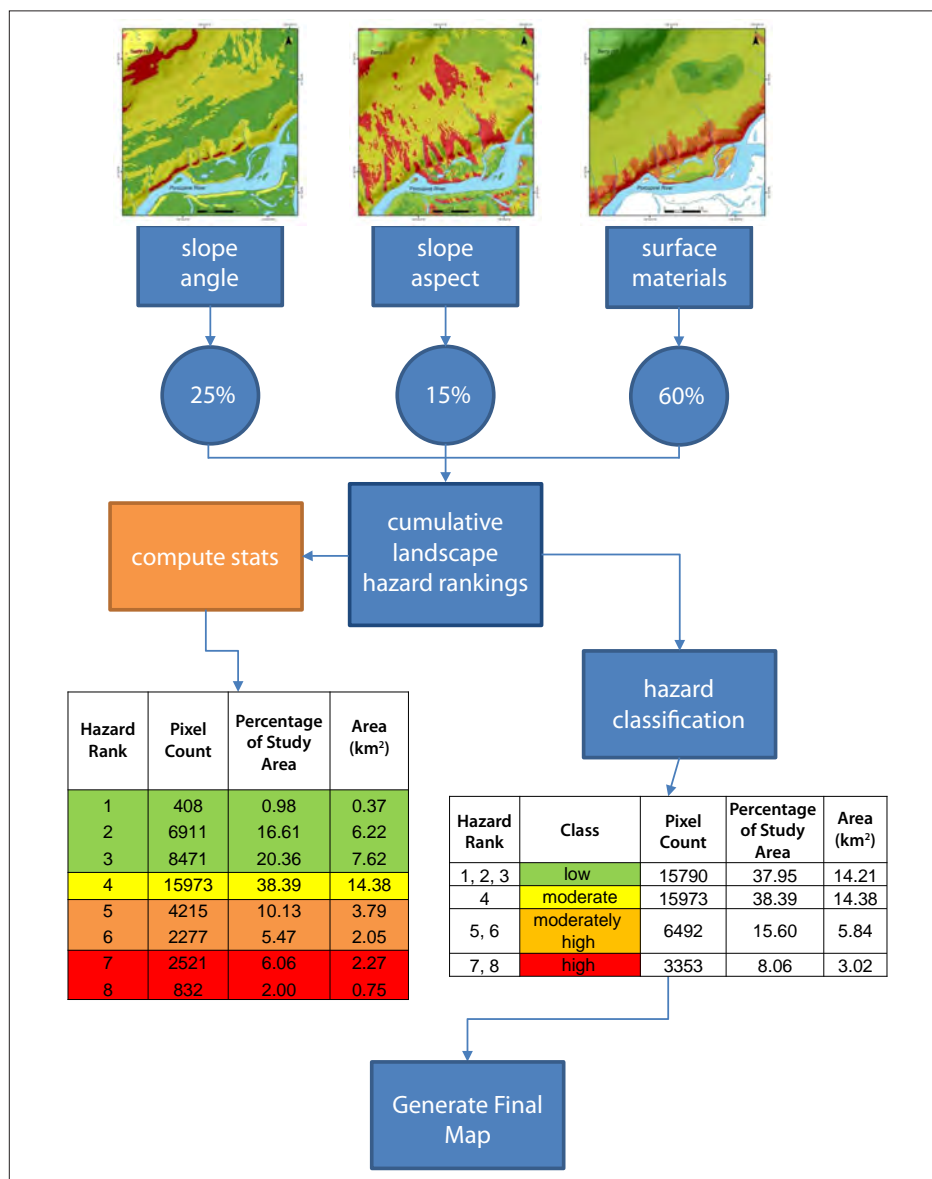 Porcupine River
Porcupine River
Porcupine River
slope
angle
slope
aspect
surface
materials
25%
15%
60%
cumulative
landscape
hazard rankings
compute stats
hazard
classification
Hazard Rank Pixel Count Percentage of Study Area Area (km²)
1 408 0.98 0.37
2 6911 16.61 6.22
3 8471 20.36 7.62
4 15973 38.39 14.38
5 4215 10.13 3.79
6 2277 5.47 2.05
7 2521 6.06 2.27
8 832 2.00 0.75
Hazard Rank Class Pixel Count Percentage of Study Area Area (km²)
1, 2, 3 low 15790 37.95 14.21
4 moderate 15973 38.39 14.38
5, 6 moderately high 6492 15.60 5.84
7, 8 high 3353 8.06 3.02
Generate Final
Map